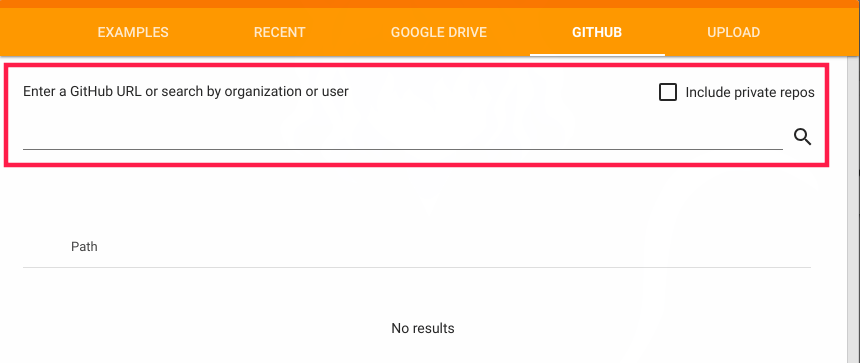 EXAMPLES RECENT GOOGLE DRIVE GITHUB UPLOAD
Enter a GitHub URL or search by organization or user Include private repos
Path
No results